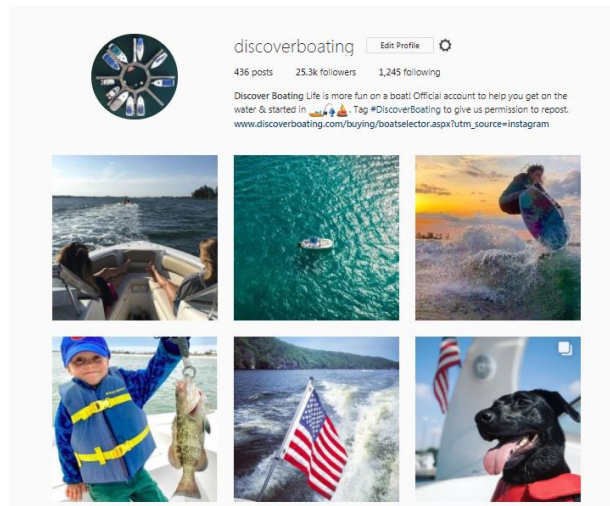 discoverboating Edit Profile
436 posts 25.3k followers 1,245 following
Discover Boating Life is more fun on a boat! Official account to help you get on the
water & started in 🚤🎣⛵. Tag #DiscoverBoating to give us permission to repost.
www.discoverboating.com/buying/boatselector.aspx?utm_source=instagram